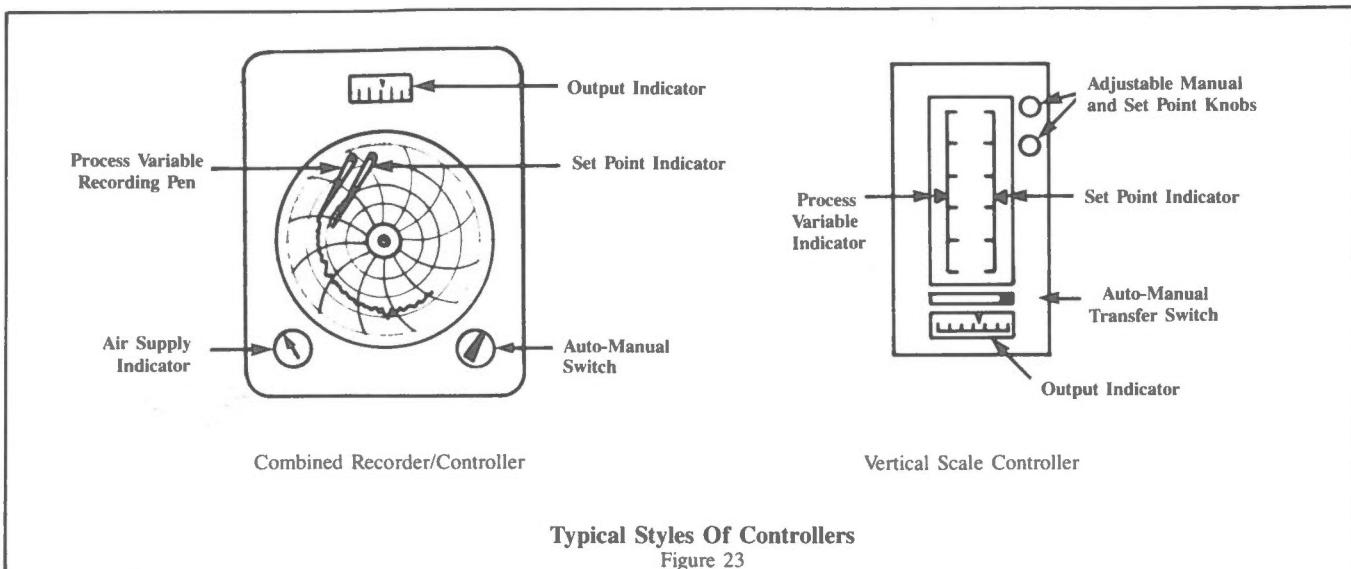 Output Indicator
Process Variable
Recording Pen
Set Point Indicator
Air Supply
Indicator
Auto-Manual
Switch
Combined Recorder/Controller
Adjustable Manual
and Set Point Knobs
Process
Variable
Indicator
Set Point Indicator
Auto-Manual
Transfer Switch
Output Indicator
Vertical Scale Controller
Typical Styles Of Controllers
Figure 23